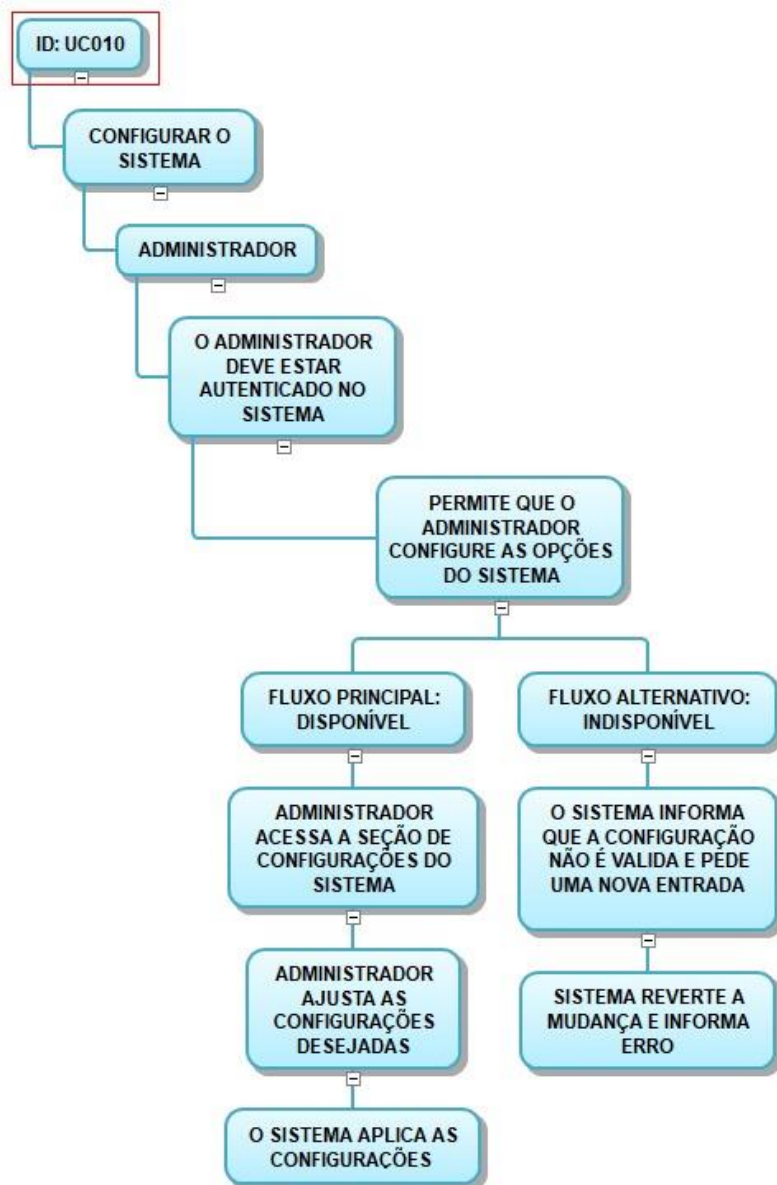 ID: UC010
CONFIGURAR O
SISTEMA
ADMINISTRADOR
O ADMINISTRADOR
DEVE ESTAR
AUTENTICADO NO
SISTEMA
PERMITE QUE O
ADMINISTRADOR
CONFIGURE AS OPÇÕES
DO SISTEMA
FLUXO PRINCIPAL:
DISPONÍVEL
ADMINISTRADOR
ACESSA A SEÇÃO DE
CONFIGURAÇÕES DO
SISTEMA
ADMINISTRADOR
AJUSTA AS
CONFIGURAÇÕES
DESEJADAS
O SISTEMA APLICA AS
CONFIGURAÇÕES
FLUXO ALTERNATIVO:
INDISPONÍVEL
O SISTEMA INFORMA
QUE A CONFIGURAÇÃO
NÃO É VALIDA E PEDE
UMA NOVA ENTRADA
SISTEMA REVERTE A
MUDANÇA E INFORMA
ERRO